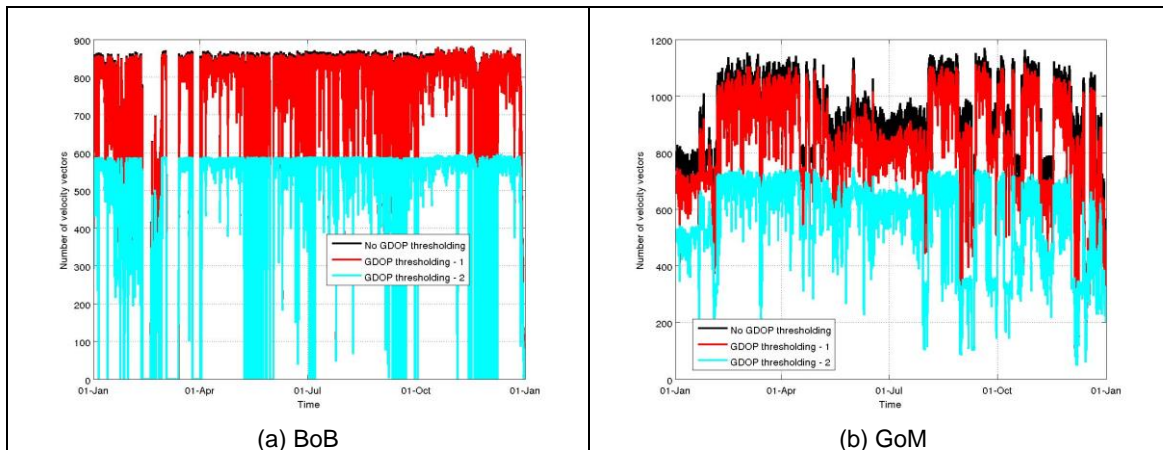 900
800
700
600
500
400
300
200
100
0
Number of velocity vectors
No GDOP thresholding
GDOP thresholding - 1
GDOP thresholding - 2
01-Jan 01-Apr 01-Jul 01-Oct 01-Jan
Time
(a) BoB
1200
1000
800
600
400
200
0
Number of velocity vectors
No GDOP thresholding
GDOP thresholding - 1
GDOP thresholding - 2
01-Jan 01-Apr 01-Jul 01-Oct 01-Jan
Time
(b) GoM